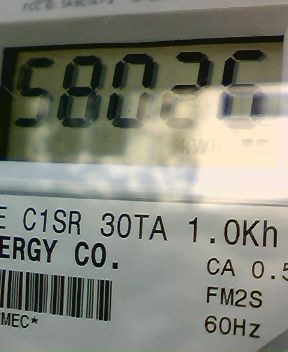 58026
kWh
E C1SR 30TA 1.0Kh
ERGY CO.
CA 0.5
FM2S
60Hz
MEC*